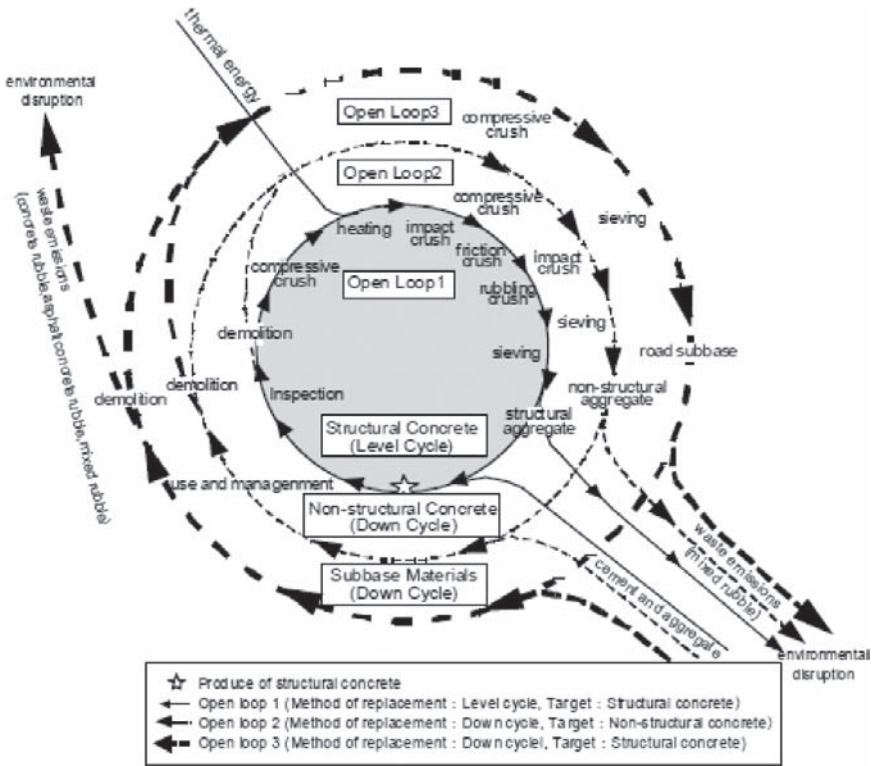 thermal energy
environmental
disruption
Open Loop3
compressive
crush
Open Loop2
waste emissions
(concrete rubble,asphalt concrete rubble,mixed rubble)
compressive
crush
sieving
heating
impact
crush
friction
crush
impact
crush
compressive
crush
Open Loop1
rubbling
crush
sieving
demolition
sieving
road subbase
demolition
demolition
Inspection
non-structural
aggregate
structural
aggregate
Structural Concrete
(Level Cycle)
use and managenment
Non-structural Concrete
(Down Cycle)
Subbase Materials
(Down Cycle)
cement and aggregate
waste emissions
(mixed rubble)
environmental
disruption
Produce of structural concrete
Open loop 1 (Method of replacement : Level cycle, Target : Structural concrete)
Open loop 2 (Method of replacement : Down cycle, Target : Non-structural concrete)
Open loop 3 (Method of replacement : Down cyclel, Target : Structural concrete)